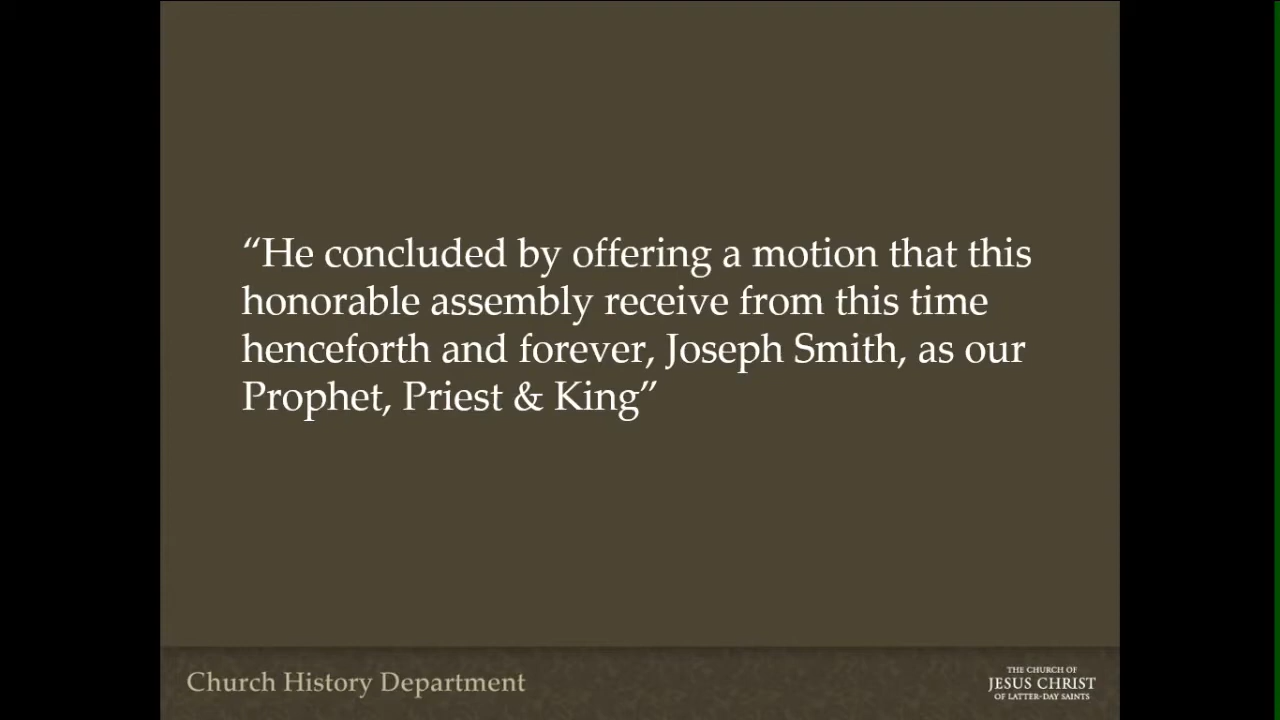 “He concluded by offering a motion that this
honorable assembly receive from this time
henceforth and forever, Joseph Smith, as our
Prophet, Priest & King”
Church History Department
THE CHURCH OF
JESUS CHRIST
OF LATTER-DAY SAINTS